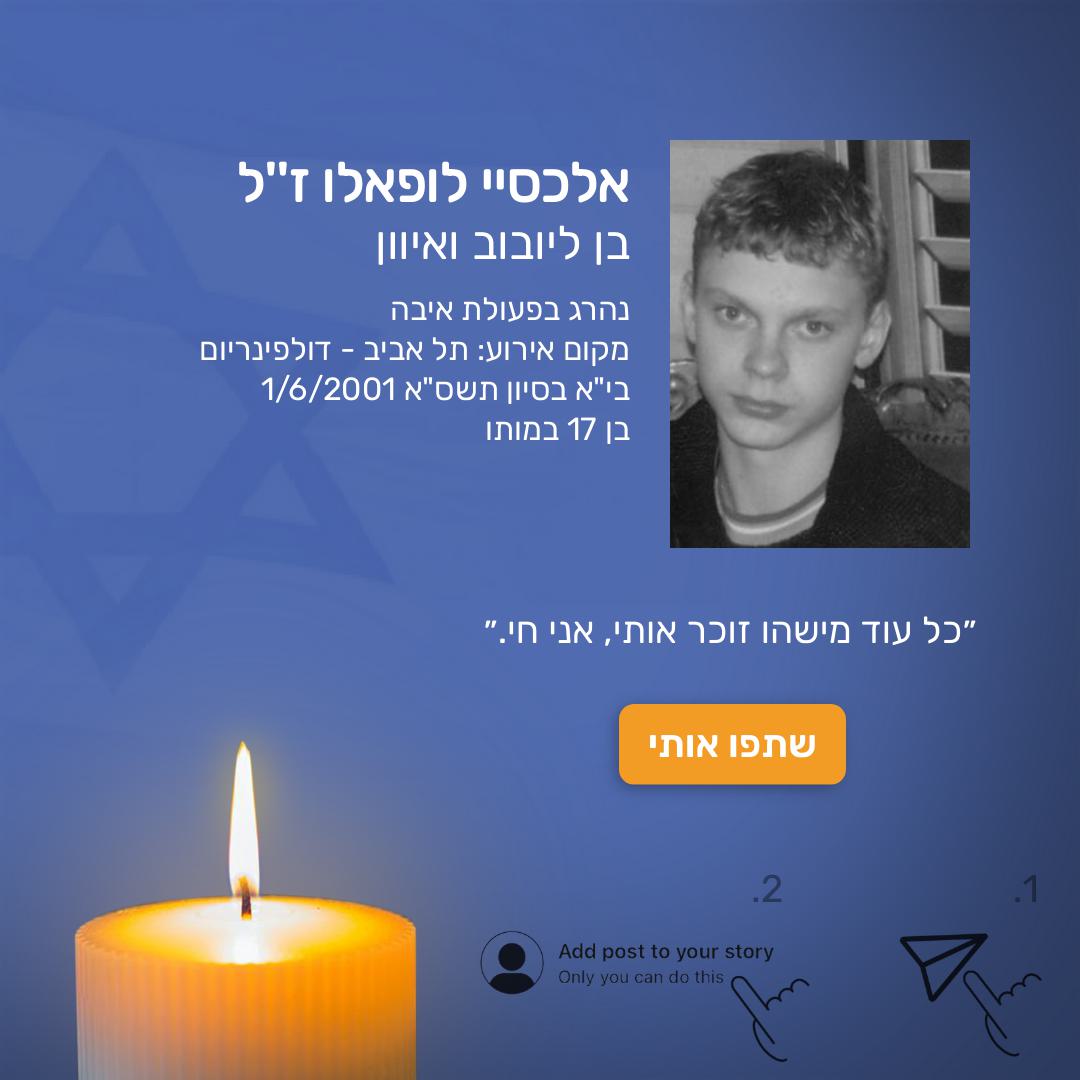 אלכסיי לופאלו ז"ל
בן ליובוב ואיוון
נהרג בפעולת איבה
מקום אירוע: תל אביב - דולפינריום
בי"א בסיון תשס"א 1/6/2001
בן 17 במותו
״כל עוד מישהו זוכר אותי, אני חי.״
שתפו אותי
1.
2.
Add post to your story
Only you can do this